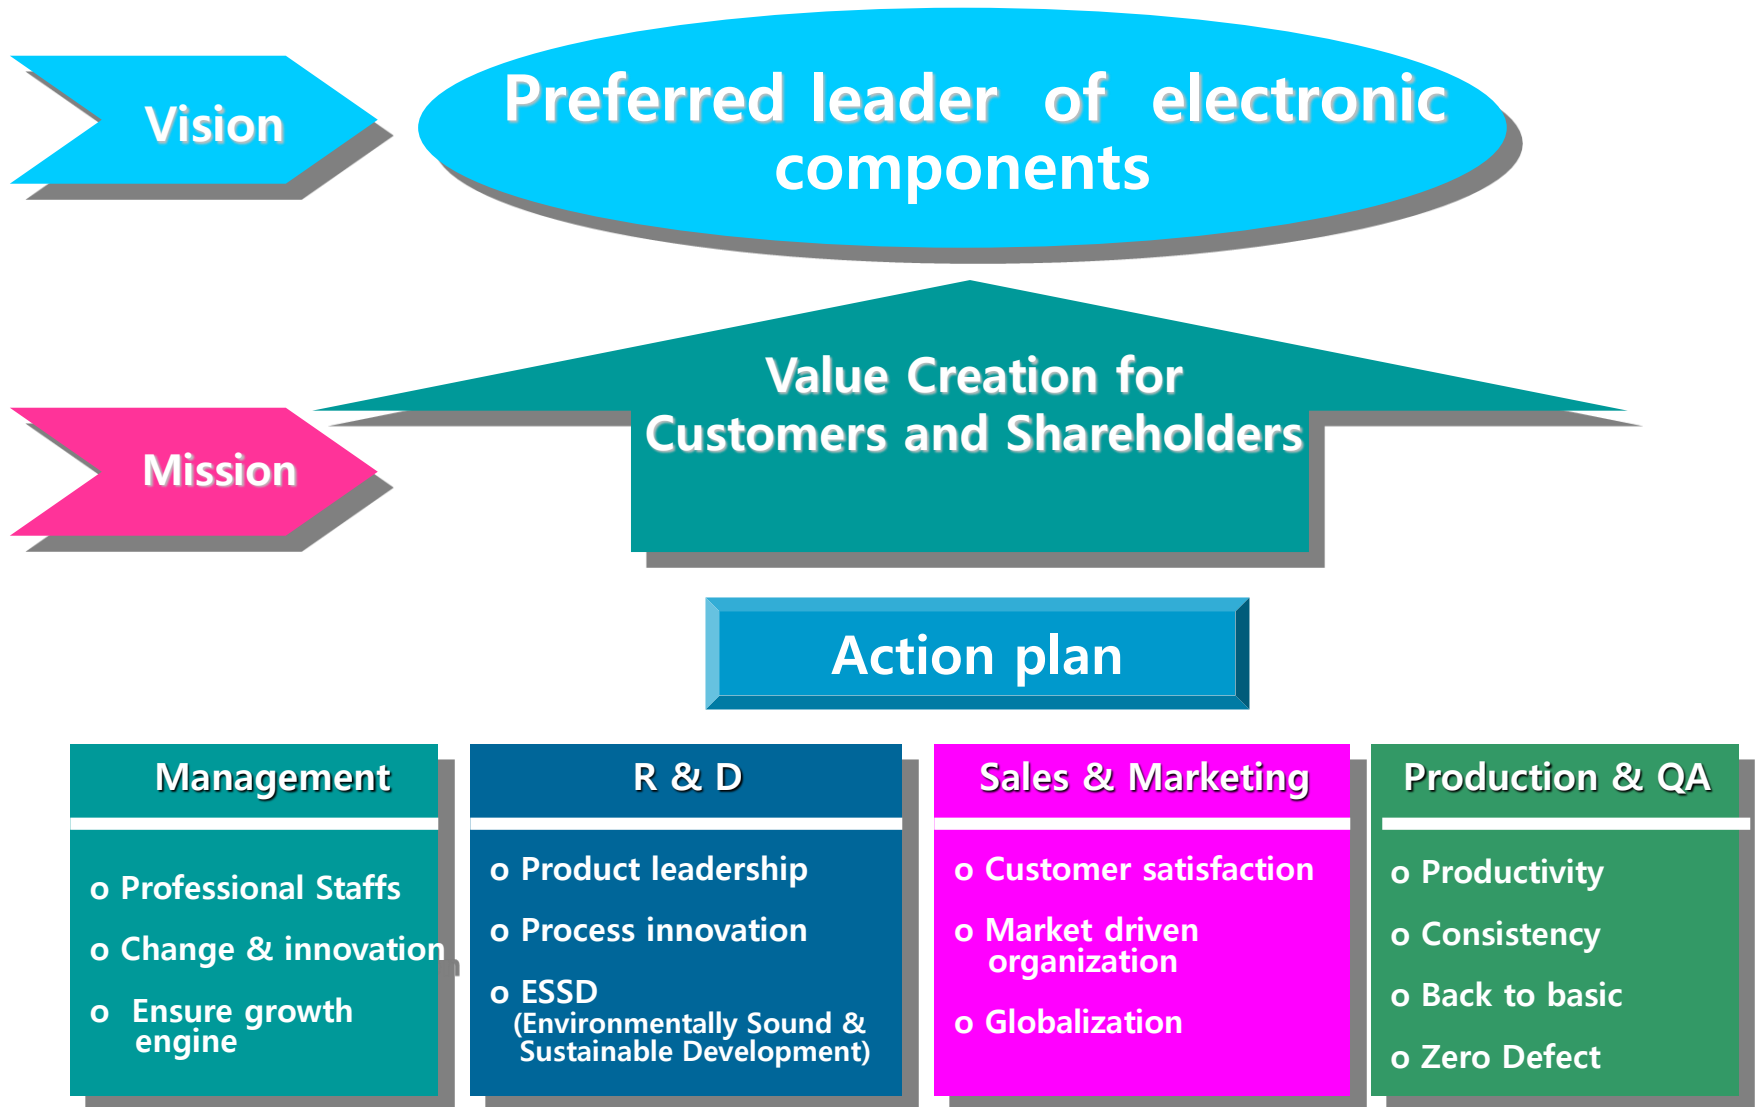 Vision
Preferred leader of electronic
components
Mission
Value Creation for
Customers and Shareholders
Action plan
Management
o Professional Staffs
o Change & innovation
o Ensure growth
engine
R & D
o Product leadership
o Process innovation
o ESSD
(Environmentally Sound &
Sustainable Development)
Sales & Marketing
o Customer satisfaction
o Market driven
organization
o Globalization
Production & QA
o Productivity
o Consistency
o Back to basic
o Zero Defect